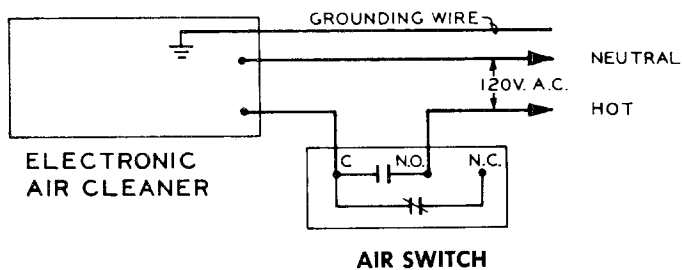 GROUNDING WIRE
NEUTRAL
120V. A.C.
HOT
ELECTRONIC
AIR CLEANER
C N.O. N.C.
AIR SWITCH